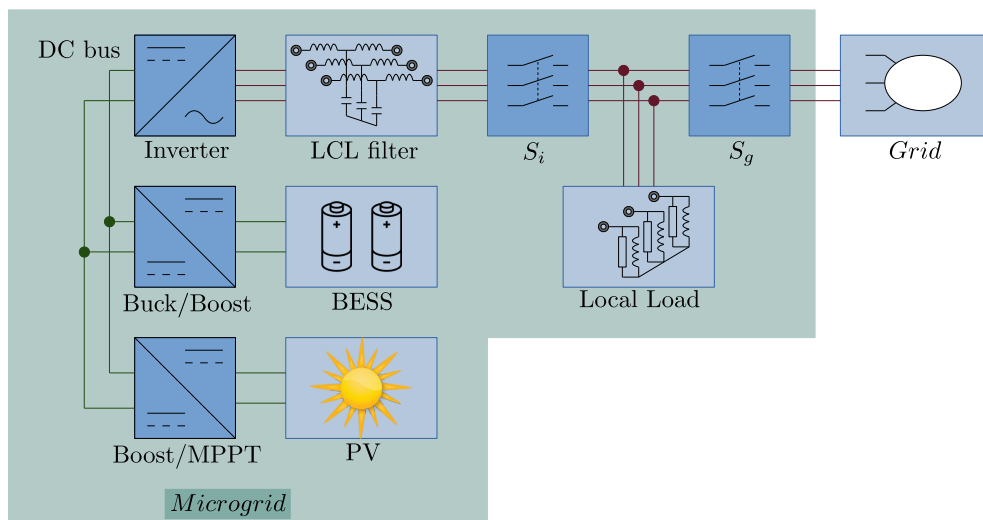 DC bus
Inverter
LCL filter
S_i
S_g
Grid
+
+
-
-
Buck/Boost
BESS
Local Load
Boost/MPPT
PV
Microgrid